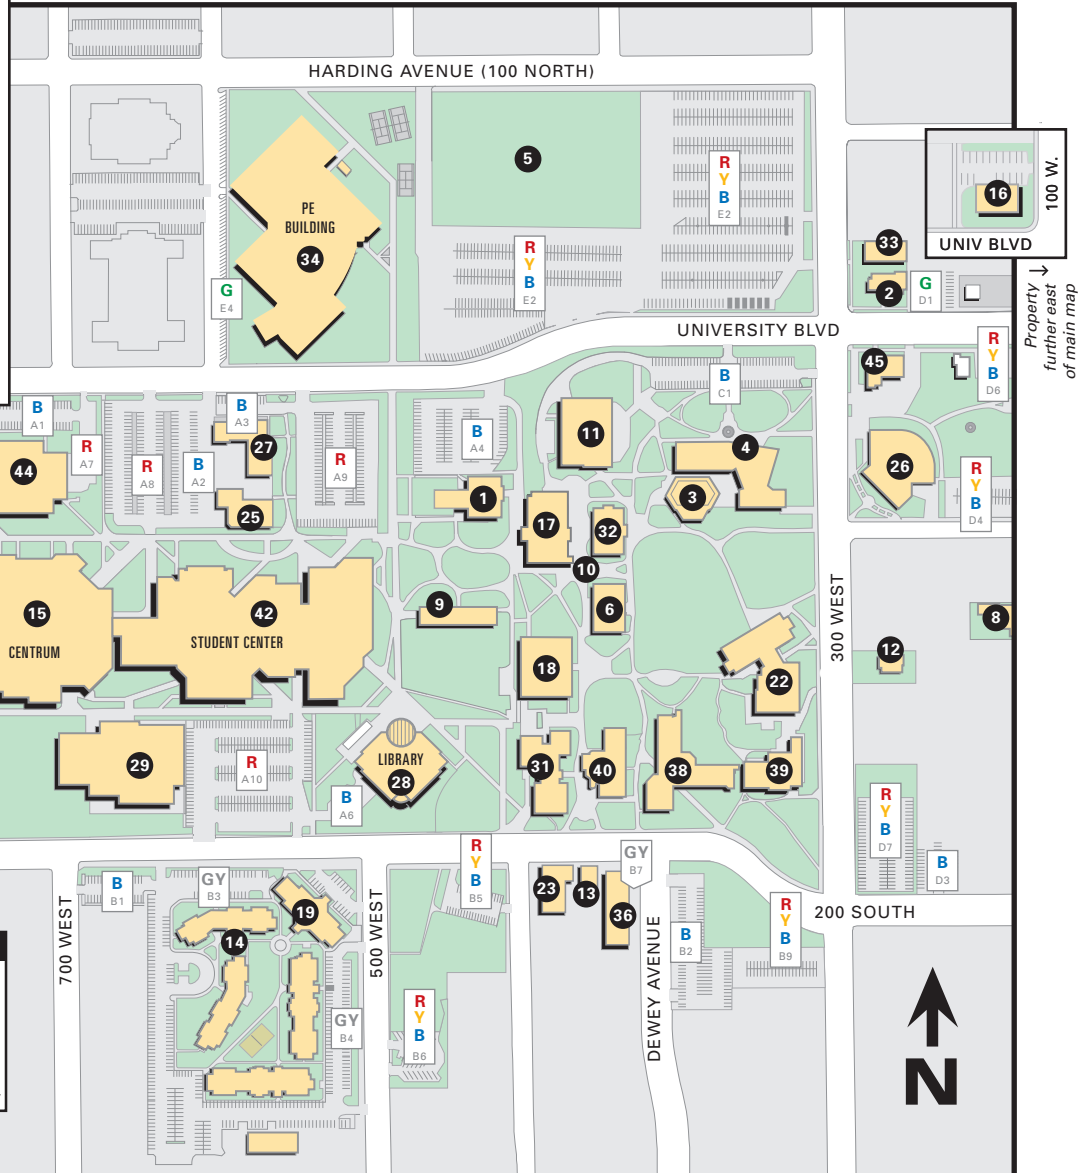 HARDING AVENUE (100 NORTH)
5
R
Y
B
E2
16
100 W.
UNIV BLVD
PE
BUILDING
34
R
Y
B
E2
33
2
G
D1
G
E4
Property →
further east
of main map
UNIVERSITY BLVD
45
R
Y
B
D6
B
C1
B
A1
B
A3
27
B
A4
11
4
26
R
A7
44
R
A8
B
A2
R
A9
25
1
3
R
Y
B
D4
17
32
10
15
CENTRUM
42
STUDENT CENTER
9
6
300 WEST
8
12
18
22
29
R
A10
LIBRARY
28
B
A6
31
40
38
39
R
Y
B
D7
B
D3
R
Y
B
B5
GY
B7
B
B1
GY
B3
19
14
700 WEST
500 WEST
23
13
36
R
Y
B
B9
200 SOUTH
B
B2
DEWEY AVENUE
R
Y
B
B6
GY
B4
N